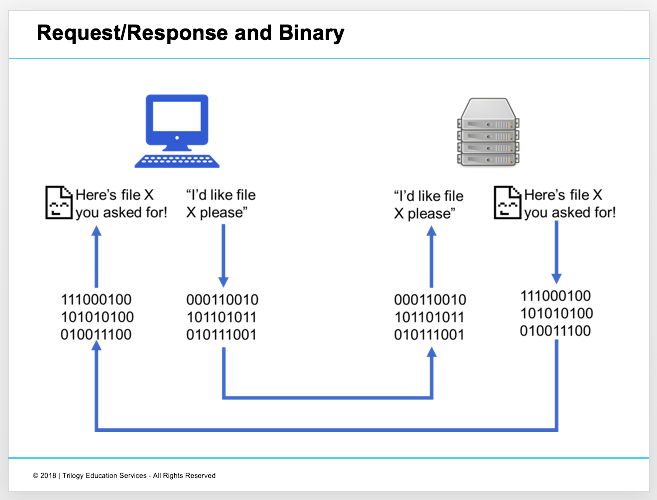 Request/Response and Binary
Here's file X
you asked for!
“I'd like file
X please”
“I'd like file
X please”
Here's file X
you asked for!
111000100
101010100
010011100
000110010
101101011
010111001
000110010
101101011
010111001
111000100
101010100
010011100
© 2018 | Trilogy Education Services - All Rights Reserved